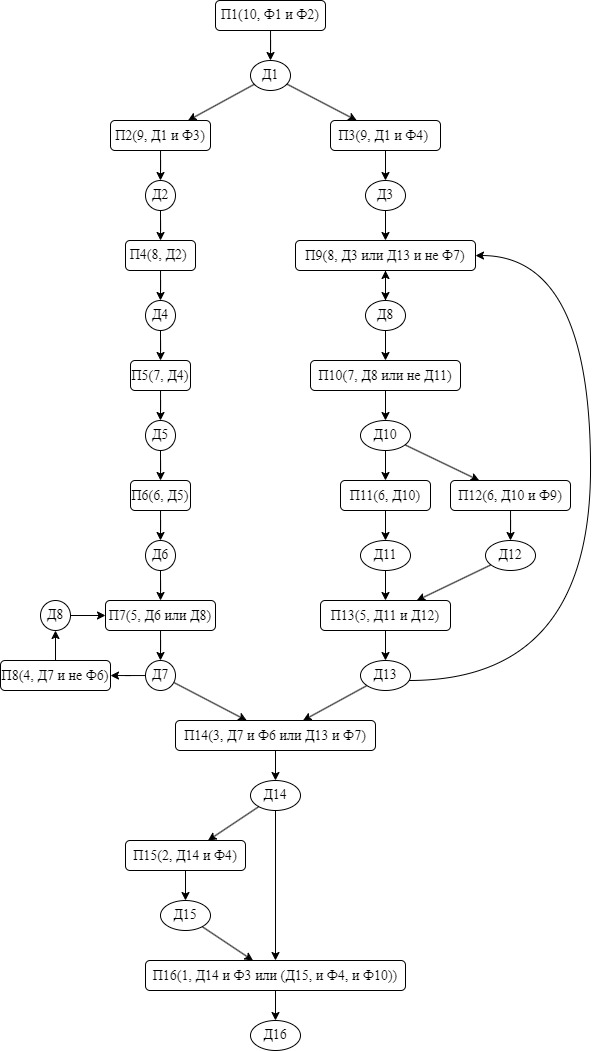 П1(10, Ф1 и Ф2)
Д1
П2(9, Д1 и Ф3)
П3(9, Д1 и Ф4)
Д2
Д3
П4(8, Д2)
П9(8, Д3 или Д13 и не Ф7)
Д4
Д8
П5(7, Д4)
П10(7, Д8 или не Д11)
Д5
Д10
П6(6, Д5)
П11(6, Д10)
П12(6, Д10 и Ф9)
Д6
Д11
Д12
Д8
П7(5, Д6 или Д8)
П13(5, Д11 и Д12)
П8(4, Д7 и не Ф6)
Д7
Д13
П14(3, Д7 и Ф6 или Д13 и Ф7)
Д14
П15(2, Д14 и Ф4)
Д15
П16(1, Д14 и Ф3 или (Д15, и Ф4, и Ф10))
Д16